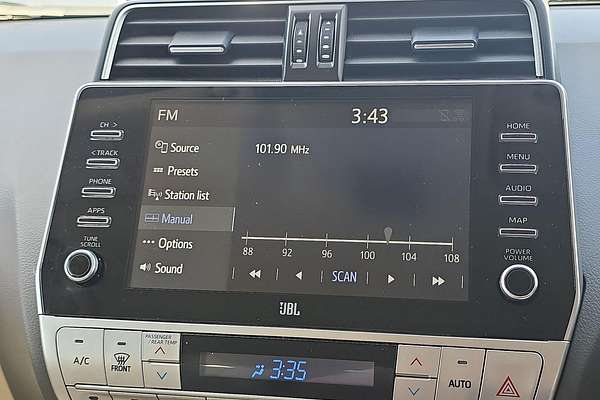 JBL
FM 3:43
CH >
<TRACK
PHONE
APPS
TUNE
SCROLL
Source
Presets
Station list
Manual
Options
Sound
101.90 MHz
88 92 96 100 104 108
SCAN
HOME
MENU
AUDIO
MAP
POWER
VOLUME
JBL
A/C
FRONT
PASSENGER
/REAR TEMP
3:35
AUTO